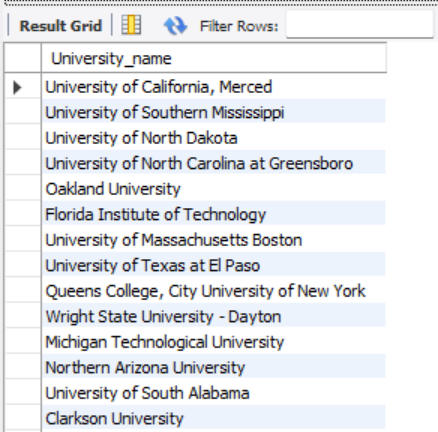 Result Grid Filter Rows:
University_name
University of California, Merced
University of Southern Mississippi
University of North Dakota
University of North Carolina at Greensboro
Oakland University
Florida Institute of Technology
University of Massachusetts Boston
University of Texas at El Paso
Queens College, City University of New York
Wright State University - Dayton
Michigan Technological University
Northern Arizona University
University of South Alabama
Clarkson University